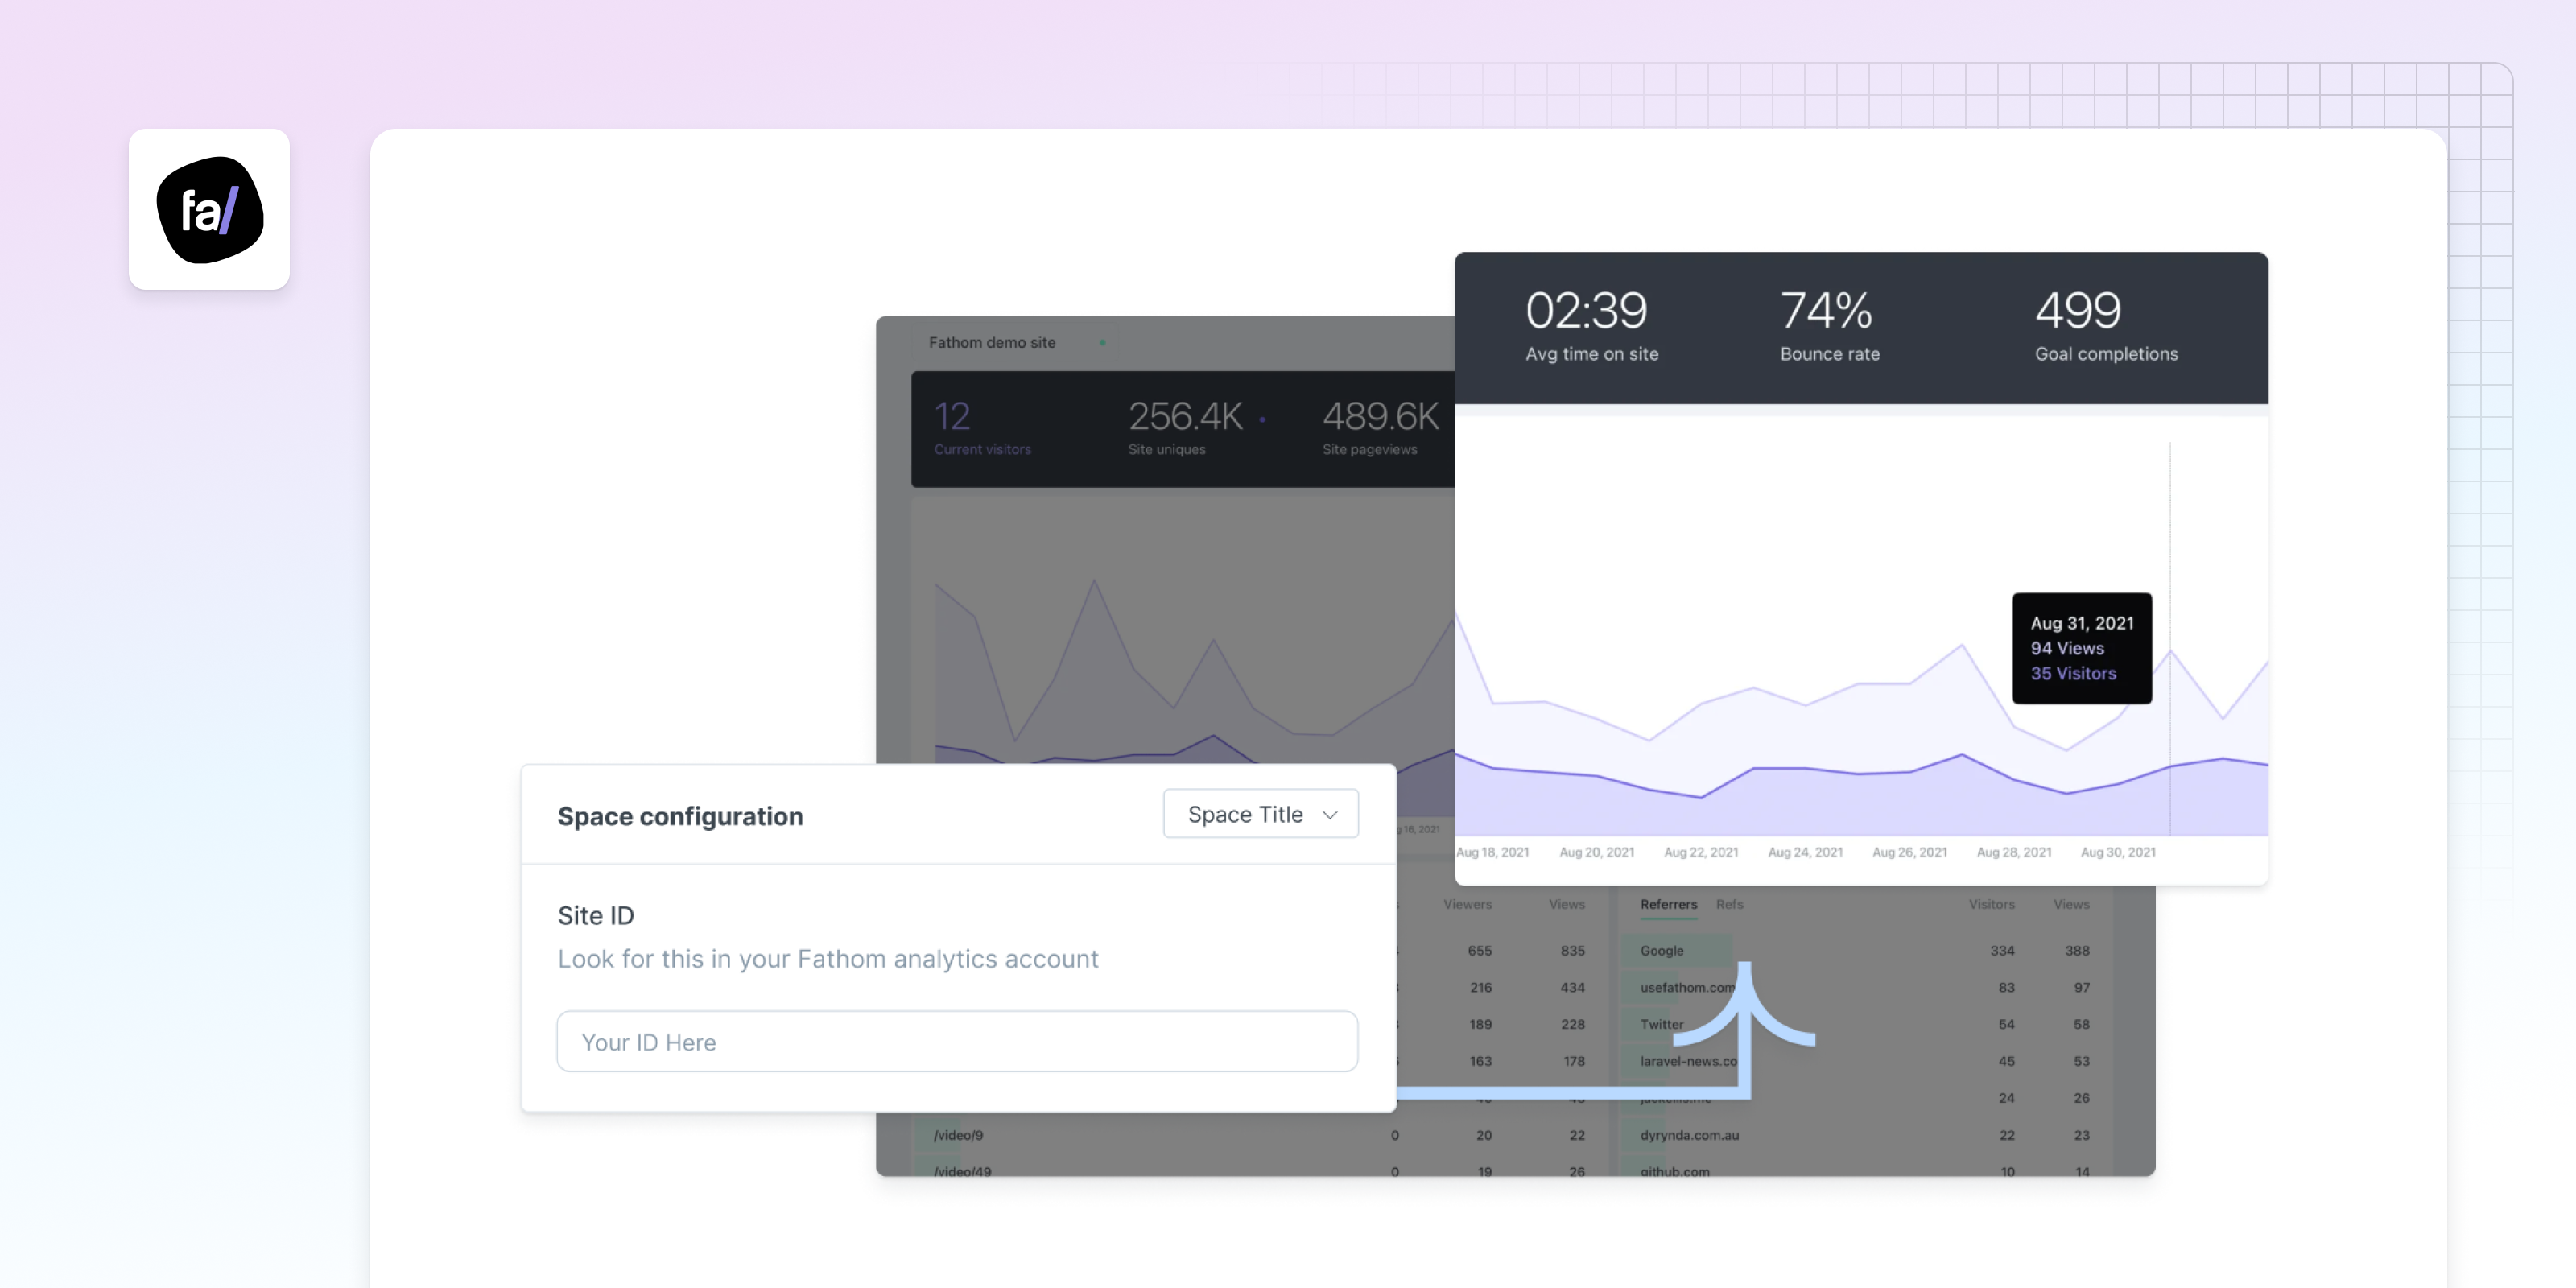 fa/
Fathom demo site
12
Current visitors
256.4K
Site uniques
489.6K
Site pageviews
02:39
Avg time on site
74%
Bounce rate
499
Goal completions
Aug 31, 2021
94 Views
35 Visitors
16, 2021
Aug 18, 2021 Aug 20, 2021 Aug 22, 2021 Aug 24, 2021 Aug 26, 2021 Aug 28, 2021 Aug 30, 2021
Space configuration
Space Title
Site ID
Look for this in your Fathom analytics account
Your ID Here
Viewers Views
655 835
216 434
189 228
163 178
/video/9 0 20 22
/video/49 0 19 26
Referrers Refs Visitors Views
Google 334 388
usefathom.com 83 97
Twitter 54 58
laravel-news.co 45 53
24 26
dyrynda.com.au 22 23
github.com 10 14